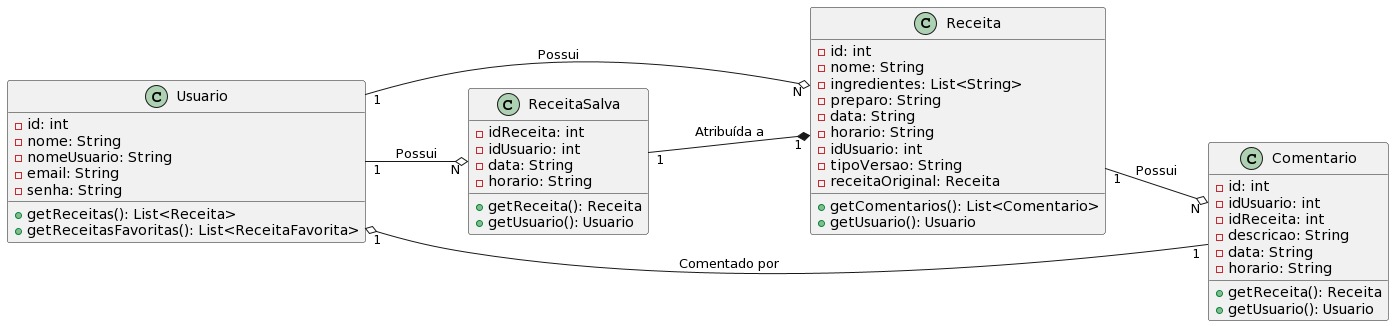 C Usuario
id: int
nome: String
nomeUsuario: String
email: String
senha: String
getReceitas(): List<Receita>
getReceitasFavoritas(): List<ReceitaFavorita>
Possui
1
N
Possui
1
N
C ReceitaSalva
idReceita: int
idUsuario: int
data: String
horario: String
getReceita(): Receita
getUsuario(): Usuario
Atribuída a
1
1
C Receita
id: int
nome: String
ingredientes: List<String>
preparo: String
data: String
horario: String
idUsuario: int
tipoVersao: String
receitaOriginal: Receita
getComentarios(): List<Comentario>
getUsuario(): Usuario
Possui
1
N
Comentado por
1
1
C Comentario
id: int
idUsuario: int
idReceita: int
descricao: String
data: String
horario: String
getReceita(): Receita
getUsuario(): Usuario